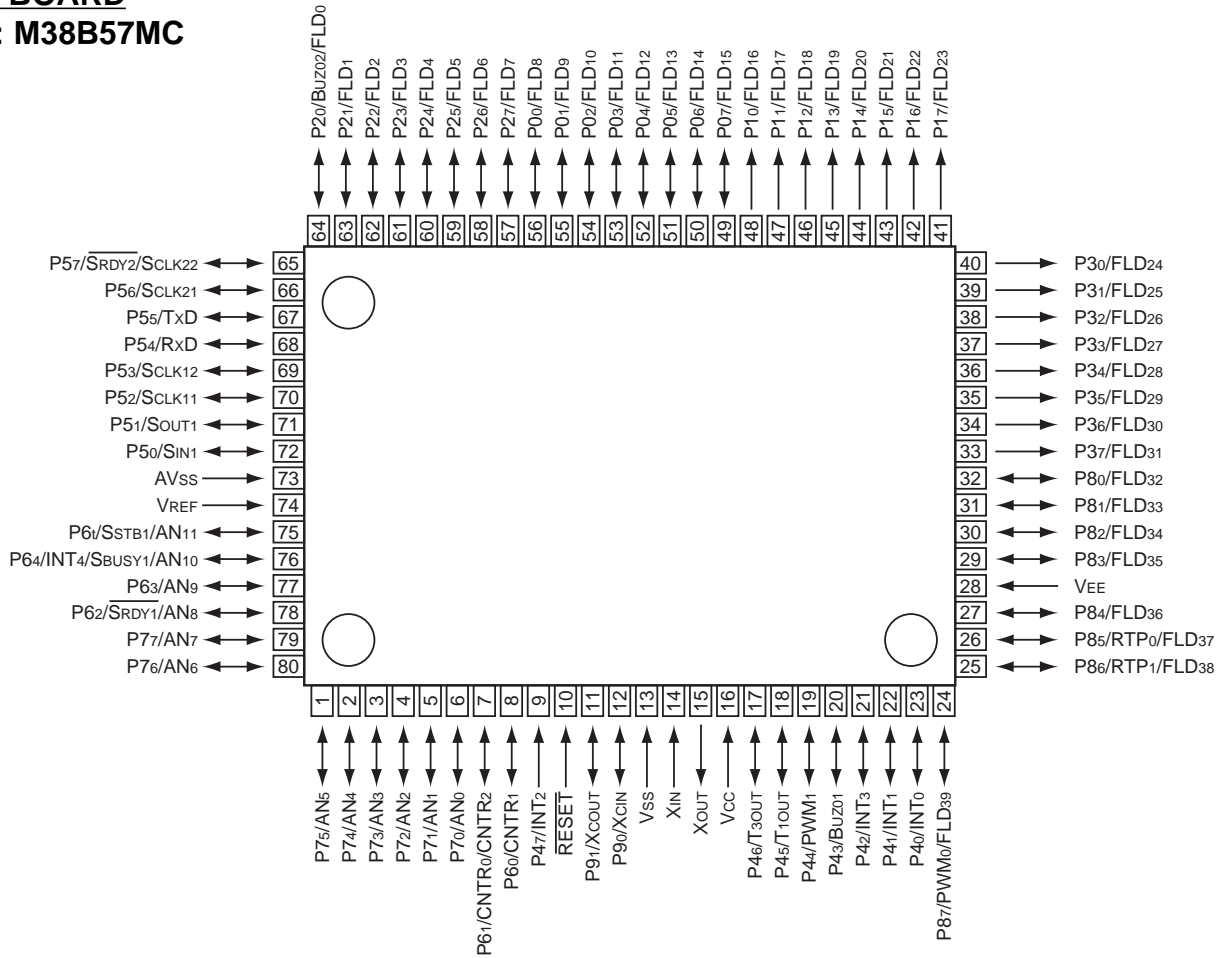 BOARD
: M38B57MC
P20/BUZ02/FLD0
P21/FLD1
P22/FLD2
P23/FLD3
P24/FLD4
P25/FLD5
P26/FLD6
P27/FLD7
P00/FLD8
P01/FLD9
P02/FLD10
P03/FLD11
P04/FLD12
P05/FLD13
P06/FLD14
P07/FLD15
P10/FLD16
P11/FLD17
P12/FLD18
P13/FLD19
P14/FLD20
P15/FLD21
P16/FLD22
P17/FLD23
64 63 62 61 60 59 58 57 56 55 54 53 52 51 50 49 48 47 46 45 44 43 42 41
P57/SRDY2/SCLK22 65
P56/SCLK21 66
P55/TxD 67
P54/RxD 68
P53/SCLK12 69
P52/SCLK11 70
P51/SOUT1 71
P50/SIN1 72
AVSS 73
VREF 74
P6t/SSTB1/AN11 75
P64/INT4/SBUSY1/AN10 76
P63/AN9 77
P62/SRDY1/AN8 78
P77/AN7 79
P76/AN6 80
40 P30/FLD24
39 P31/FLD25
38 P32/FLD26
37 P33/FLD27
36 P34/FLD28
35 P35/FLD29
34 P36/FLD30
33 P37/FLD31
32 P80/FLD32
31 P81/FLD33
30 P82/FLD34
29 P83/FLD35
28 VEE
27 P84/FLD36
26 P85/RTP0/FLD37
25 P86/RTP1/FLD38
1 2 3 4 5 6 7 8 9 10 11 12 13 14 15 16 17 18 19 20 21 22 23 24
P75/AN5
P74/AN4
P73/AN3
P72/AN2
P71/AN1
P70/AN0
P61/CNTR0/CNTR2
P60/CNTR1
P47/INT2
RESET
P91/XCOUT
P90/XCIN
VSS
XIN
XOUT
VCC
P46/T3OUT
P45/T1OUT
P44/PWM1
P43/BUZ01
P42/INT3
P41/INT1
P40/INT0
P87/PWM0/FLD39